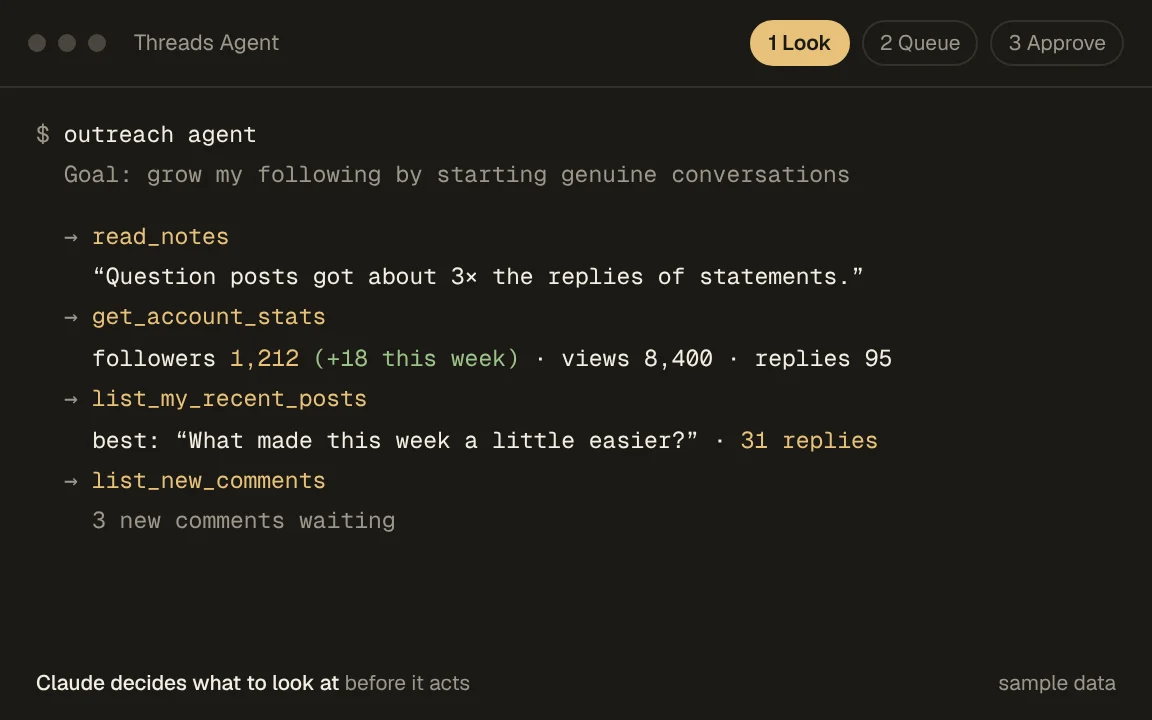 Threads Agent
1 Look
2 Queue
3 Approve
$ outreach agent
Goal: grow my following by starting genuine conversations
→ read_notes
“Question posts got about 3× the replies of statements.”
→ get_account_stats
followers 1,212 (+18 this week) · views 8,400 · replies 95
→ list_my_recent_posts
best: “What made this week a little easier?” · 31 replies
→ list_new_comments
3 new comments waiting
Claude decides what to look at before it acts
sample data